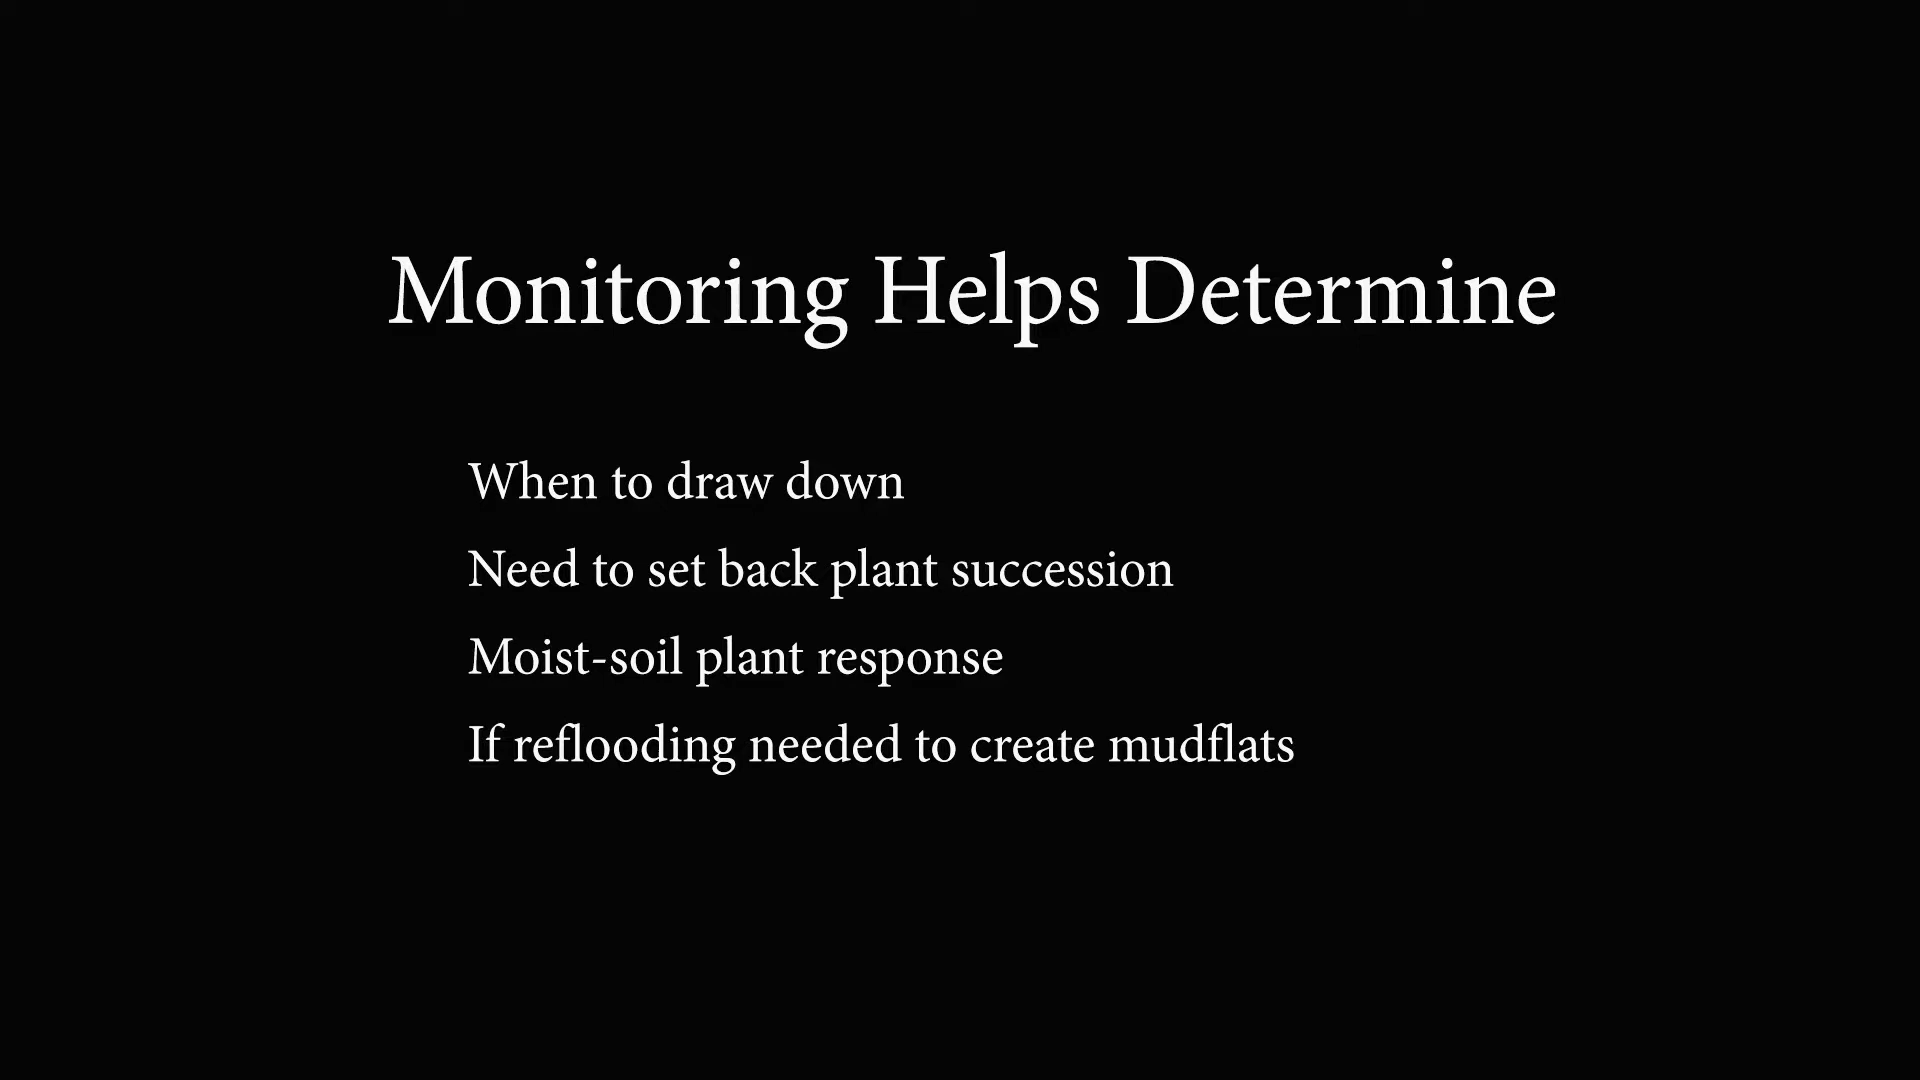 Monitoring Helps Determine
When to draw down
Need to set back plant succession
Moist-soil plant response
If reflooding needed to create mudflats